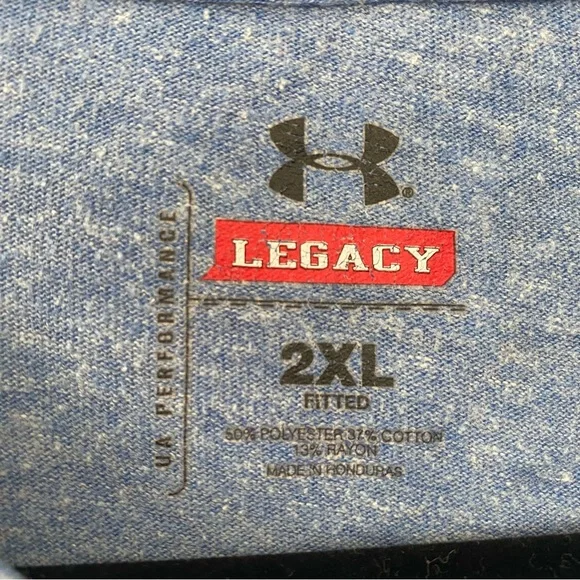 ®
LEGACY
UA PERFORMANCE
2XL
FITTED
50% POLYESTER 37% COTTON
13% RAYON
MADE IN HONDURAS